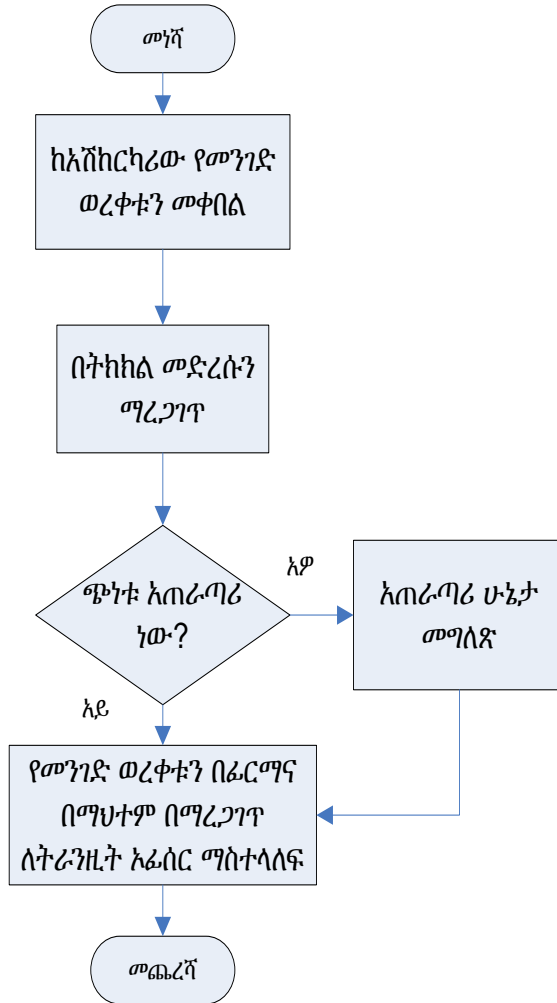 መነሻ
ከአሽከርካሪው የመንገድ
ወረቀቱን መቀበል
በትክክል መድረሱን
ማረጋገጥ
ጭነቱ አጠራጣሪ
ነው?
አዎ
አጠራጣሪ ሁኔታ
መግለጽ
አይ
የመንገድ ወረቀቱን በፊርማና
በማህተም በማረጋገጥ
ለትራንዚት ኦፊሰር ማስተላለፍ
መጨረሻ